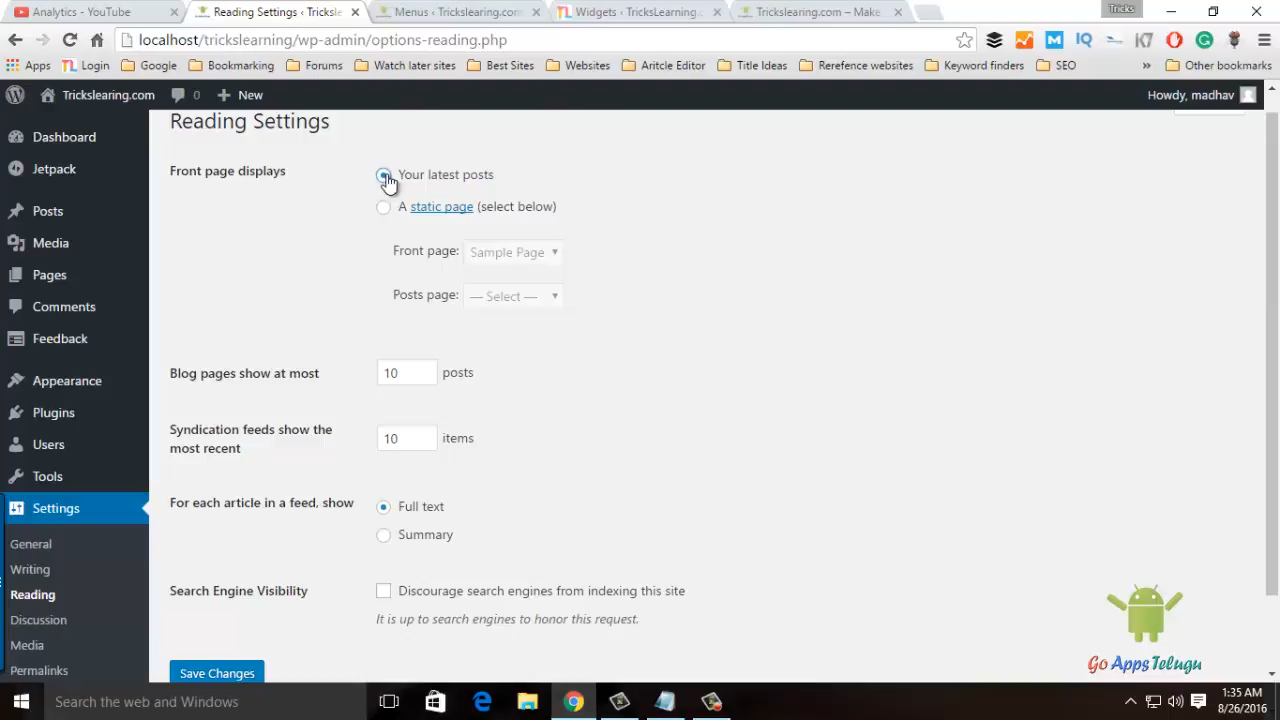 Analytics - YouTube
Reading Settings ‹ Tricksle
Menus ‹ Trickslearing.com
Widgets ‹ TricksLearning.
Trickslearing.com – Make
Tricks
localhost/trickslearning/wp-admin/options-reading.php
Apps
Login
Google
Bookmarking
Forums
Watch later sites
Best Sites
Websites
Aritcle Editor
Title Ideas
Rerefence websites
Keyword finders
SEO
»
Other bookmarks
Trickslearing.com
0
New
Howdy, madhav
Dashboard
Jetpack
Posts
Media
Pages
Comments
Feedback
Appearance
Plugins
Users
Tools
Settings
General
Writing
Reading
Discussion
Media
Permalinks
Reading Settings
Front page displays
Your latest posts
A static page (select below)
Front page: Sample Page
Posts page: — Select —
Blog pages show at most
10 posts
Syndication feeds show the
most recent
10 items
For each article in a feed, show
Full text
Summary
Search Engine Visibility
Discourage search engines from indexing this site
It is up to search engines to honor this request.
Save Changes
Go Apps Telugu
Search the web and Windows
1:35 AM
8/26/2016